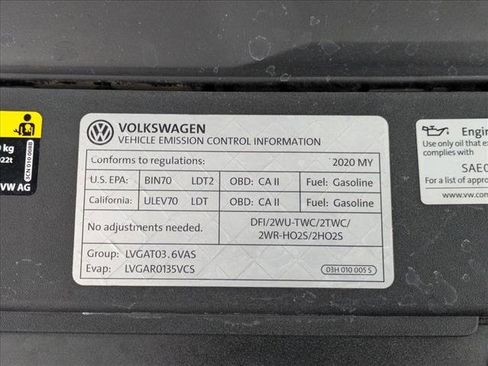 VOLKSWAGEN
VEHICLE EMISSION CONTROL INFORMATION
Conforms to regulations: 2020 MY
U.S. EPA: BIN70 LDT2 OBD: CA II Fuel: Gasoline
California: ULEV70 LDT OBD: CA II Fuel: Gasoline
No adjustments needed.
DFI/2WU-TWC/2TWC/
2WR-HO2S/2HO2S
Group: LVGAT03.6VAS
Evap: LVGAR0135VCS
03H 010 005 S
kg
022t
VW AG
Engin
Use only oil that e
complies with
SAE0
For a list of appro
www.vw.com